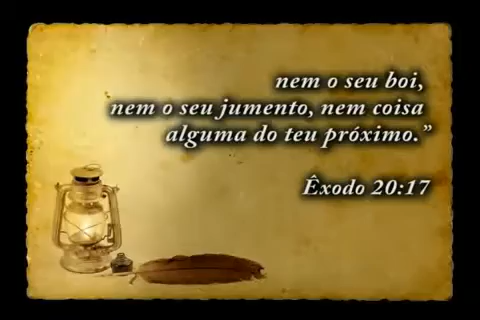 nem o seu boi,
nem o seu jumento, nem coisa
alguma do teu próximo.”
Êxodo 20:17